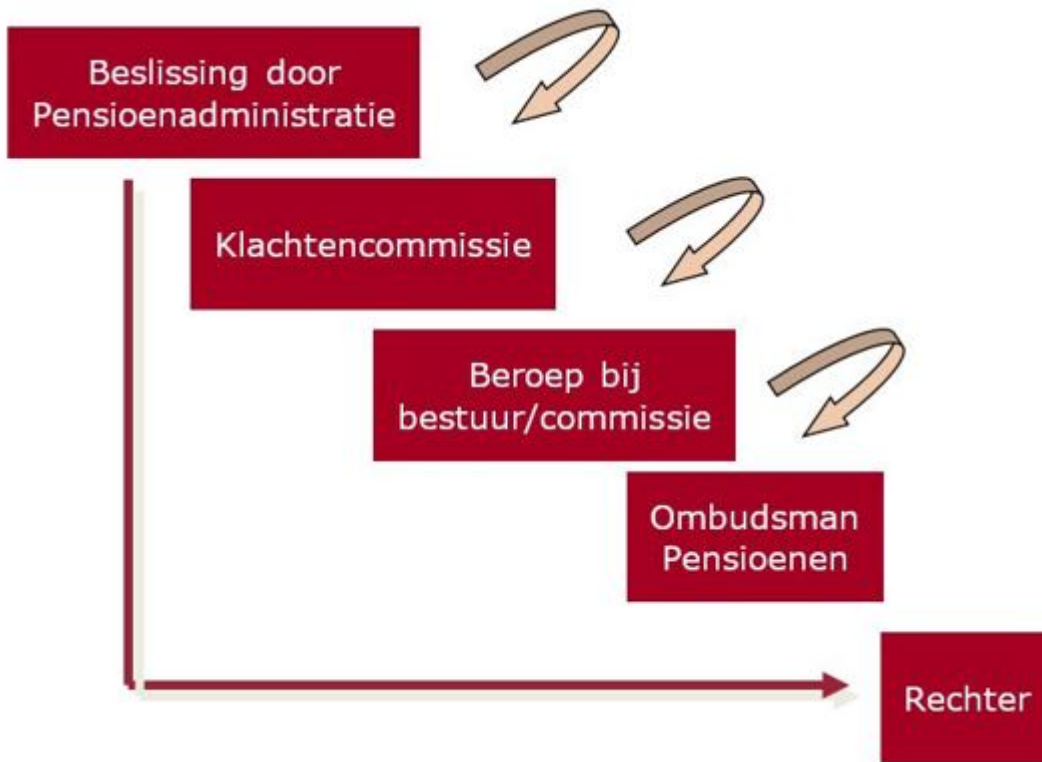 Beslissing door
Pensioenadministratie
Klachtencommissie
Beroep bij
bestuur/commissie
Ombudsman
Pensioenen
Rechter